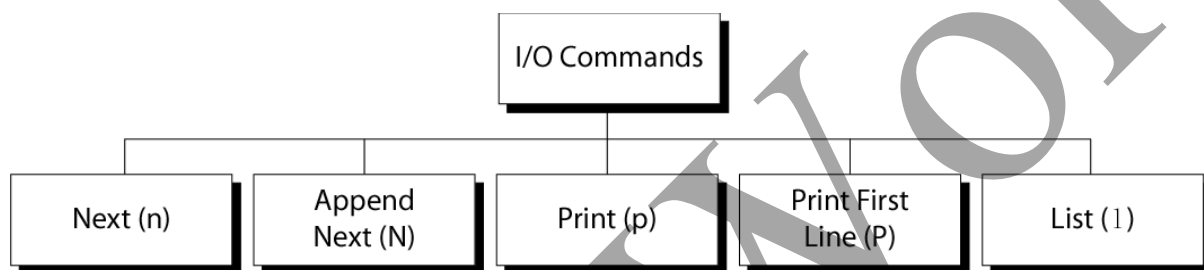 I/O Commands
Next (n)
Append
Next (N)
Print (p)
Print First
Line (P)
List (l)